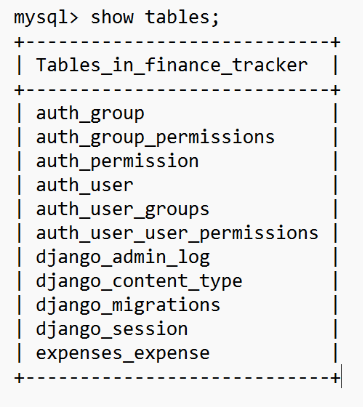 mysql> show tables;
+----------------------------+
| Tables_in_finance_tracker  |
+----------------------------+
| auth_group                 |
| auth_group_permissions     |
| auth_permission            |
| auth_user                  |
| auth_user_groups           |
| auth_user_user_permissions |
| django_admin_log           |
| django_content_type        |
| django_migrations          |
| django_session             |
| expenses_expense           |
+----------------------------+